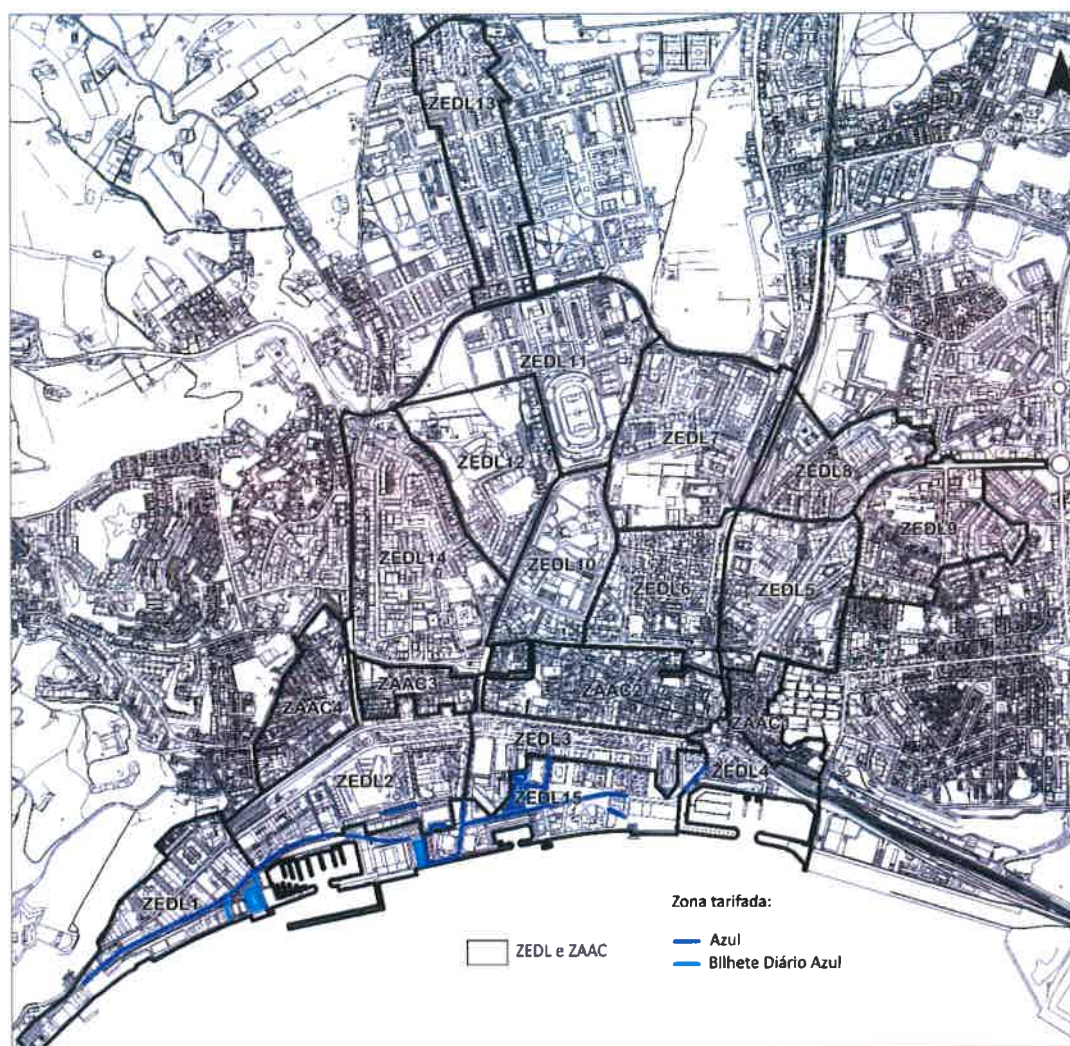 ZEDL13
ZEDL11
ZEDL7
ZEDL12
ZEDL8
ZEDL9
ZEDL14
ZEDL10
ZEDL6
ZEDL5
ZAAC3
ZAAC2
ZAAC4
ZAAC1
ZEDL3
ZEDL2
ZEDL4
ZEDL15
ZEDL1
Zona tarifada:
ZEDL e ZAAC
Azul
Bilhete Diário Azul